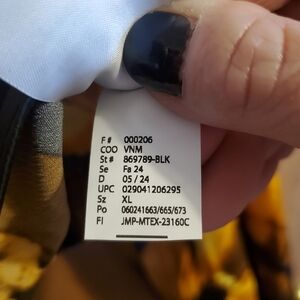 F# 000206
COO VNM
St# 869789-BLK
Se Fa 24
D 05 / 24
UPC 029041206295
Sz XL
Po 060241663/665/673
FI JMP-MTEX-23160C